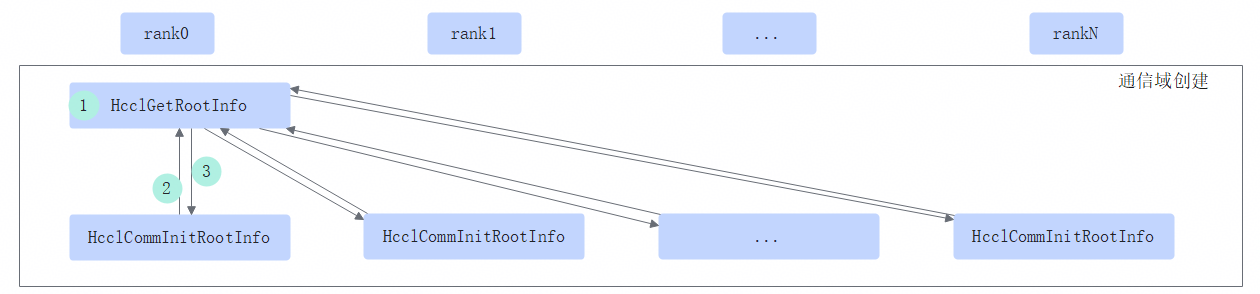 rank0
rank1
...
rankN
通信域创建
1
HcclGetRootInfo
2
3
HcclCommInitRootInfo
HcclCommInitRootInfo
...
HcclCommInitRootInfo